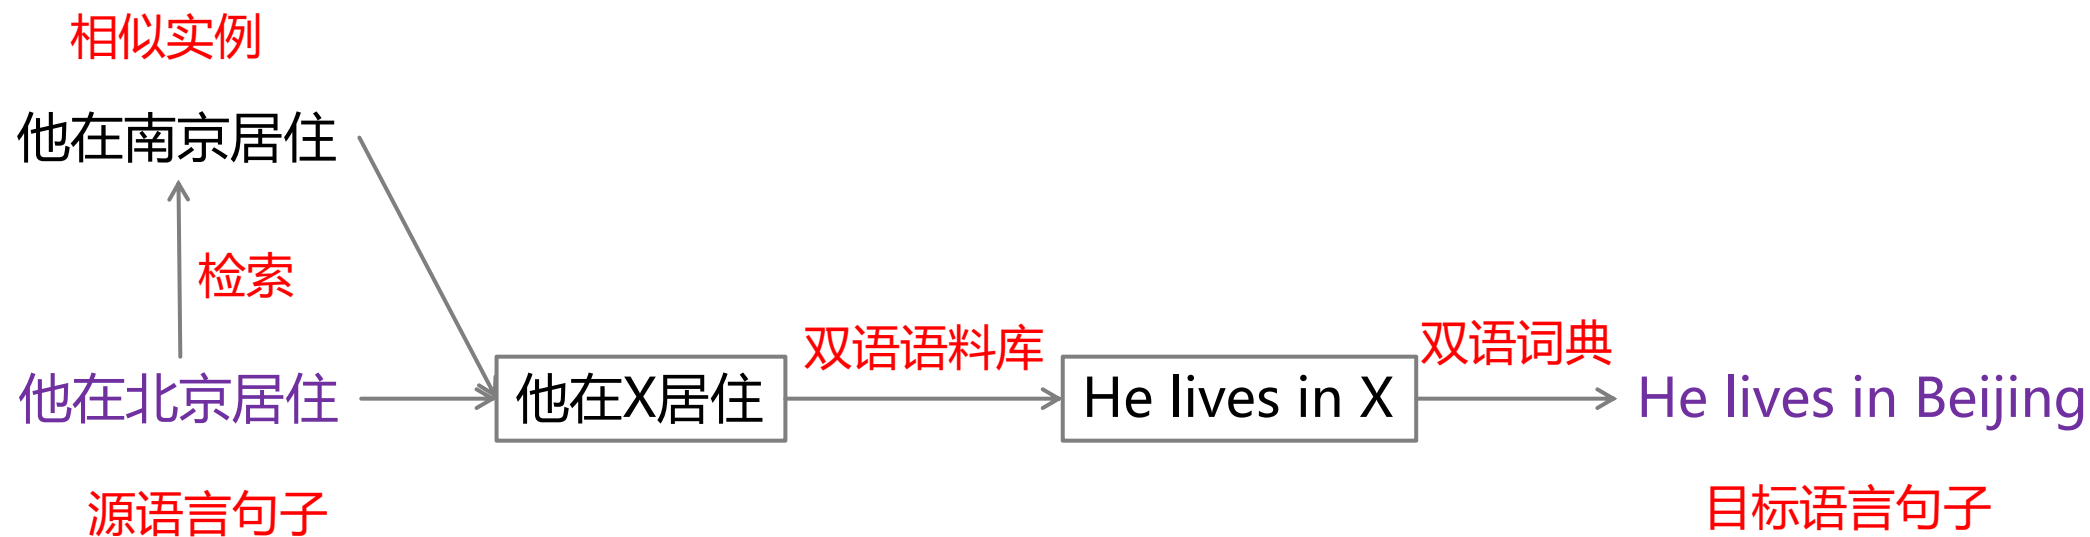 相似实例
他在南京居住
检索
双语语料库
双语词典
他在北京居住
他在X居住
He lives in X
He lives in Beijing
源语言句子
目标语言句子